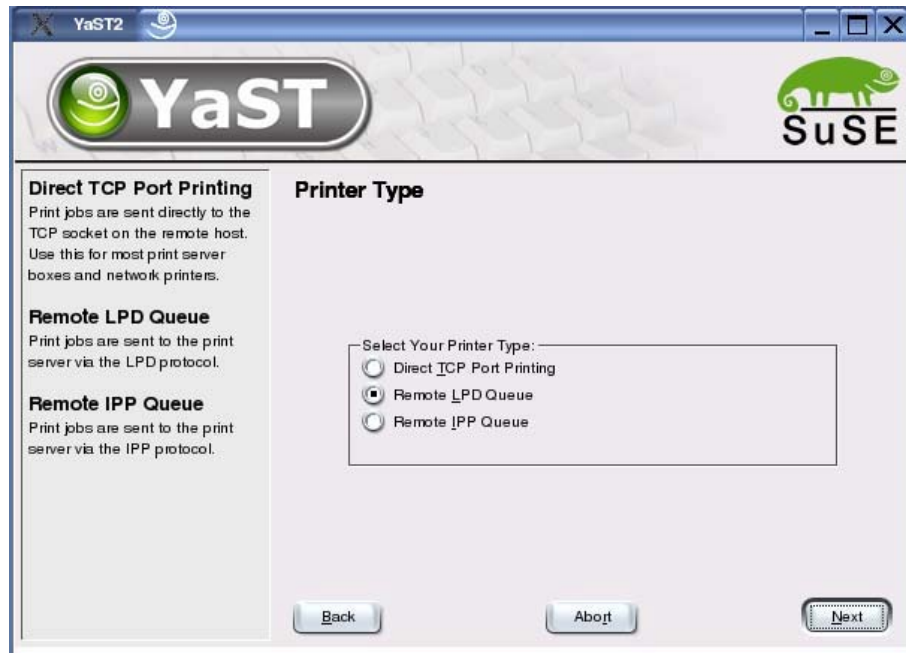 YaST2
YaST
SuSE
Direct TCP Port Printing
Print jobs are sent directly to the
TCP socket on the remote host.
Use this for most print server
boxes and network printers.
Remote LPD Queue
Print jobs are sent to the print
server via the LPD protocol.
Remote IPP Queue
Print jobs are sent to the print
server via the IPP protocol.
Printer Type
Select Your Printer Type:
Direct TCP Port Printing
Remote LPD Queue
Remote IPP Queue
Back
Abort
Next